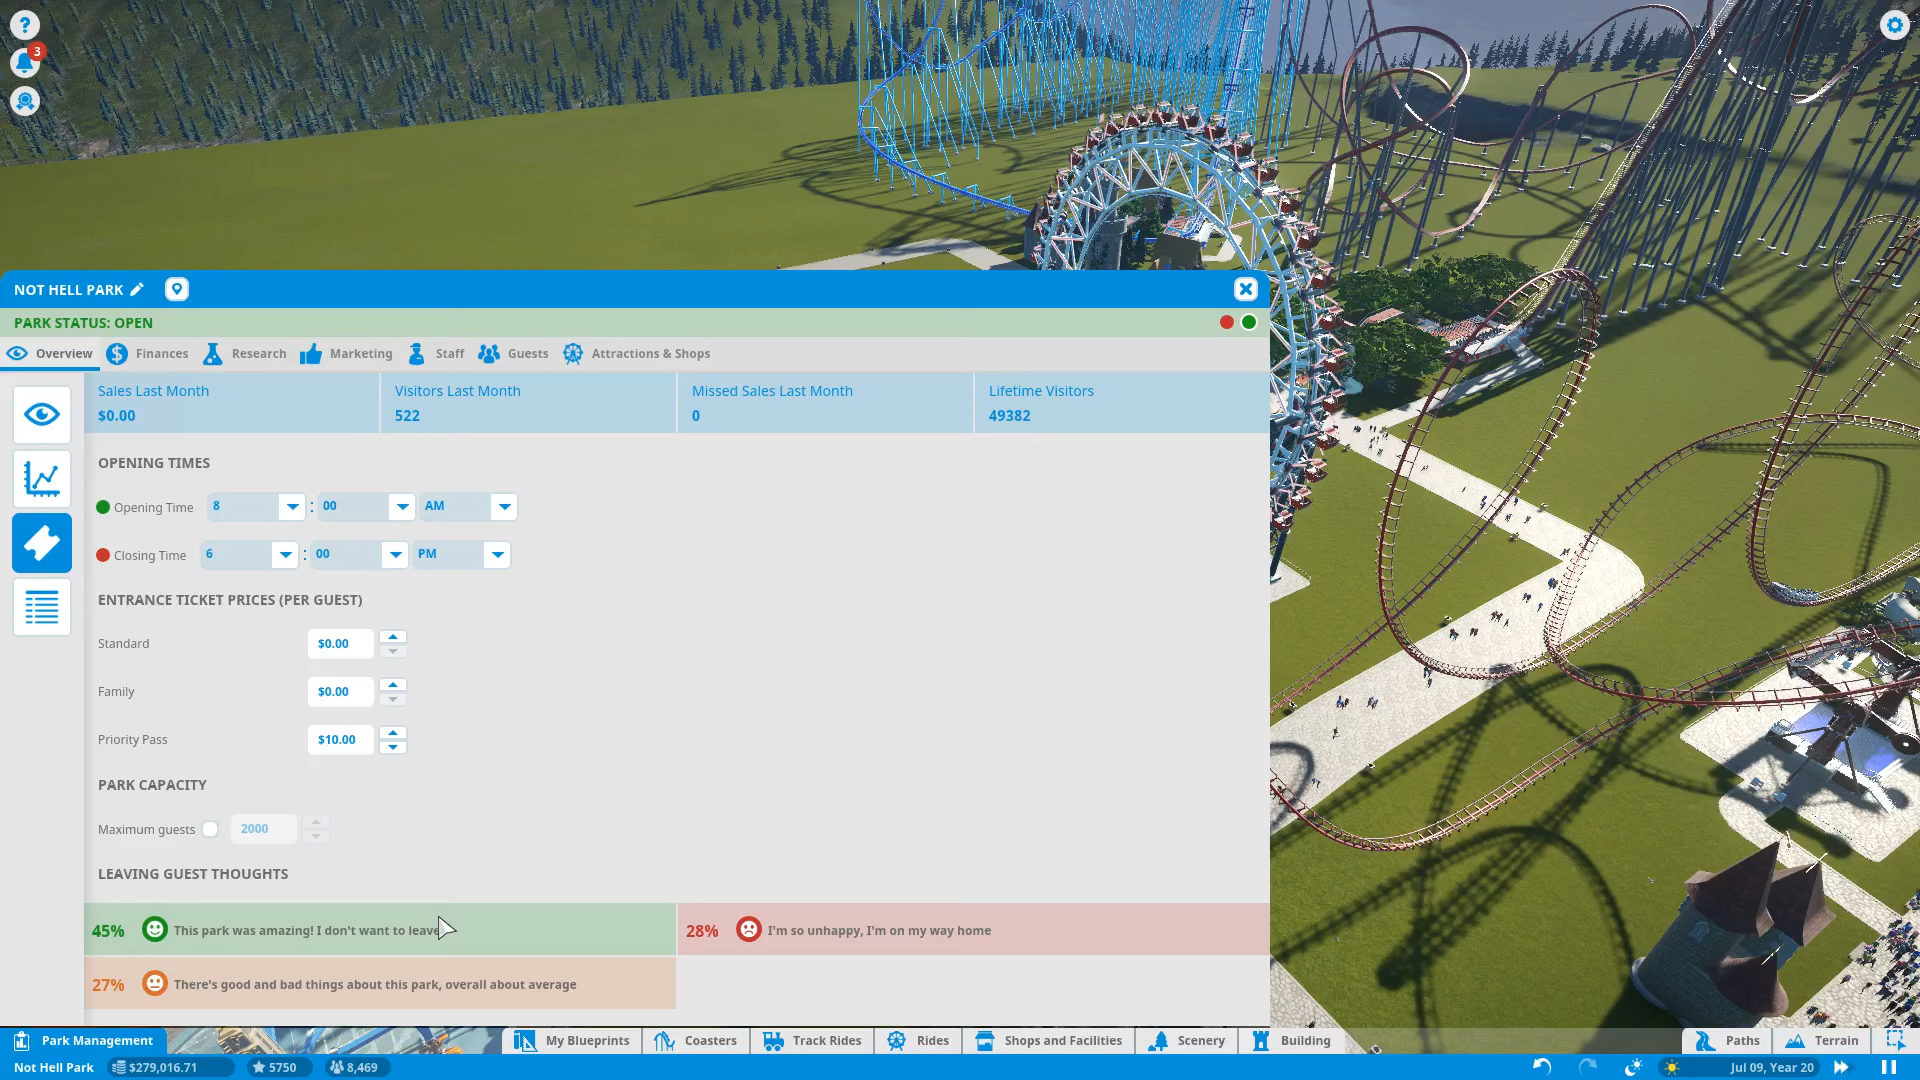 ?
3
NOT HELL PARK
PARK STATUS: OPEN
Overview Finances Research Marketing Staff Guests Attractions & Shops
Sales Last Month Visitors Last Month Missed Sales Last Month Lifetime Visitors
$0.00 522 0 49382
OPENING TIMES
Opening Time 8 : 00 AM
Closing Time 6 : 00 PM
ENTRANCE TICKET PRICES (PER GUEST)
Standard $0.00
Family $0.00
Priority Pass $10.00
PARK CAPACITY
Maximum guests 2000
LEAVING GUEST THOUGHTS
45% This park was amazing! I don't want to leave
28% I'm so unhappy, I'm on my way home
27% There's good and bad things about this park, overall about average
Park Management My Blueprints Coasters Track Rides Rides Shops and Facilities Scenery Building Paths Terrain
Not Hell Park $279,016.71 5750 8,469 Jul 09, Year 20